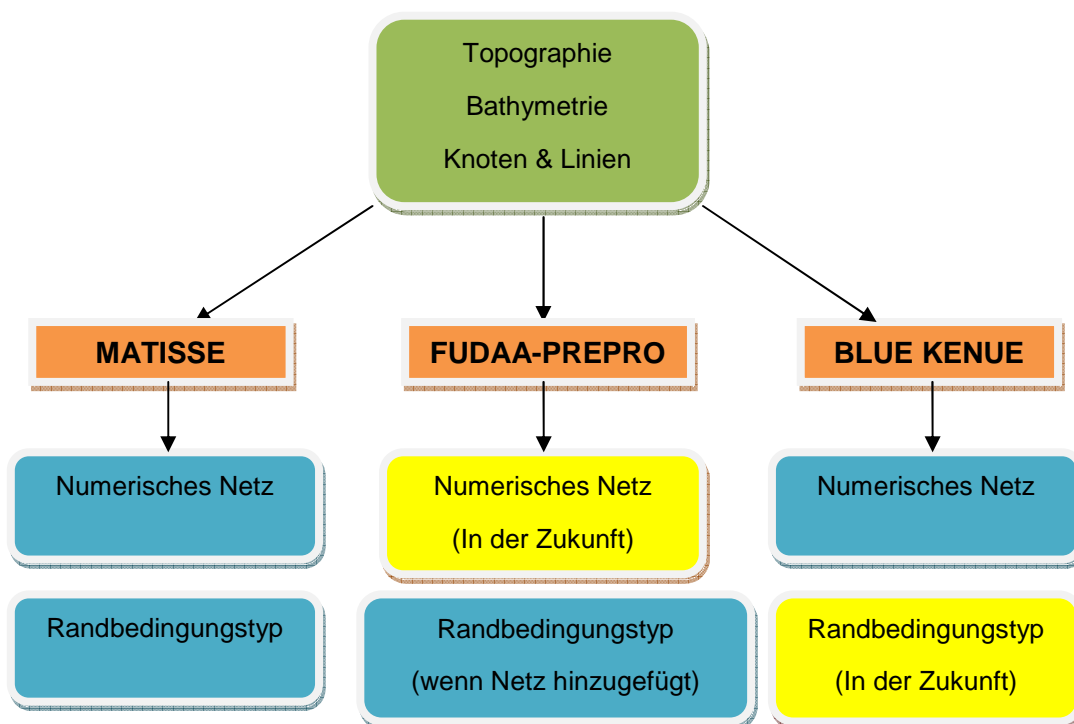 Topographie
Bathymetrie
Knoten & Linien
MATISSE
FUDAA-PREPRO
BLUE KENUE
Numerisches Netz
Numerisches Netz
(In der Zukunft)
Numerisches Netz
Randbedingungstyp
Randbedingungstyp
(wenn Netz hinzugefügt)
Randbedingungstyp
(In der Zukunft)